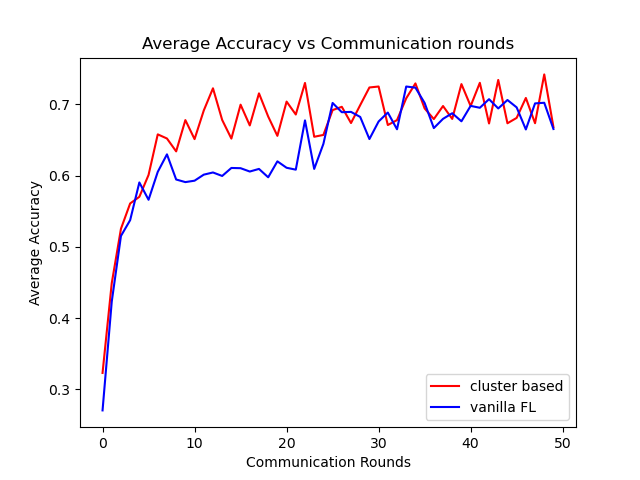 Average Accuracy vs Communication rounds
Average Accuracy
0.7
0.6
0.5
0.4
0.3
0 10 20 30 40 50
Communication Rounds
cluster based
vanilla FL